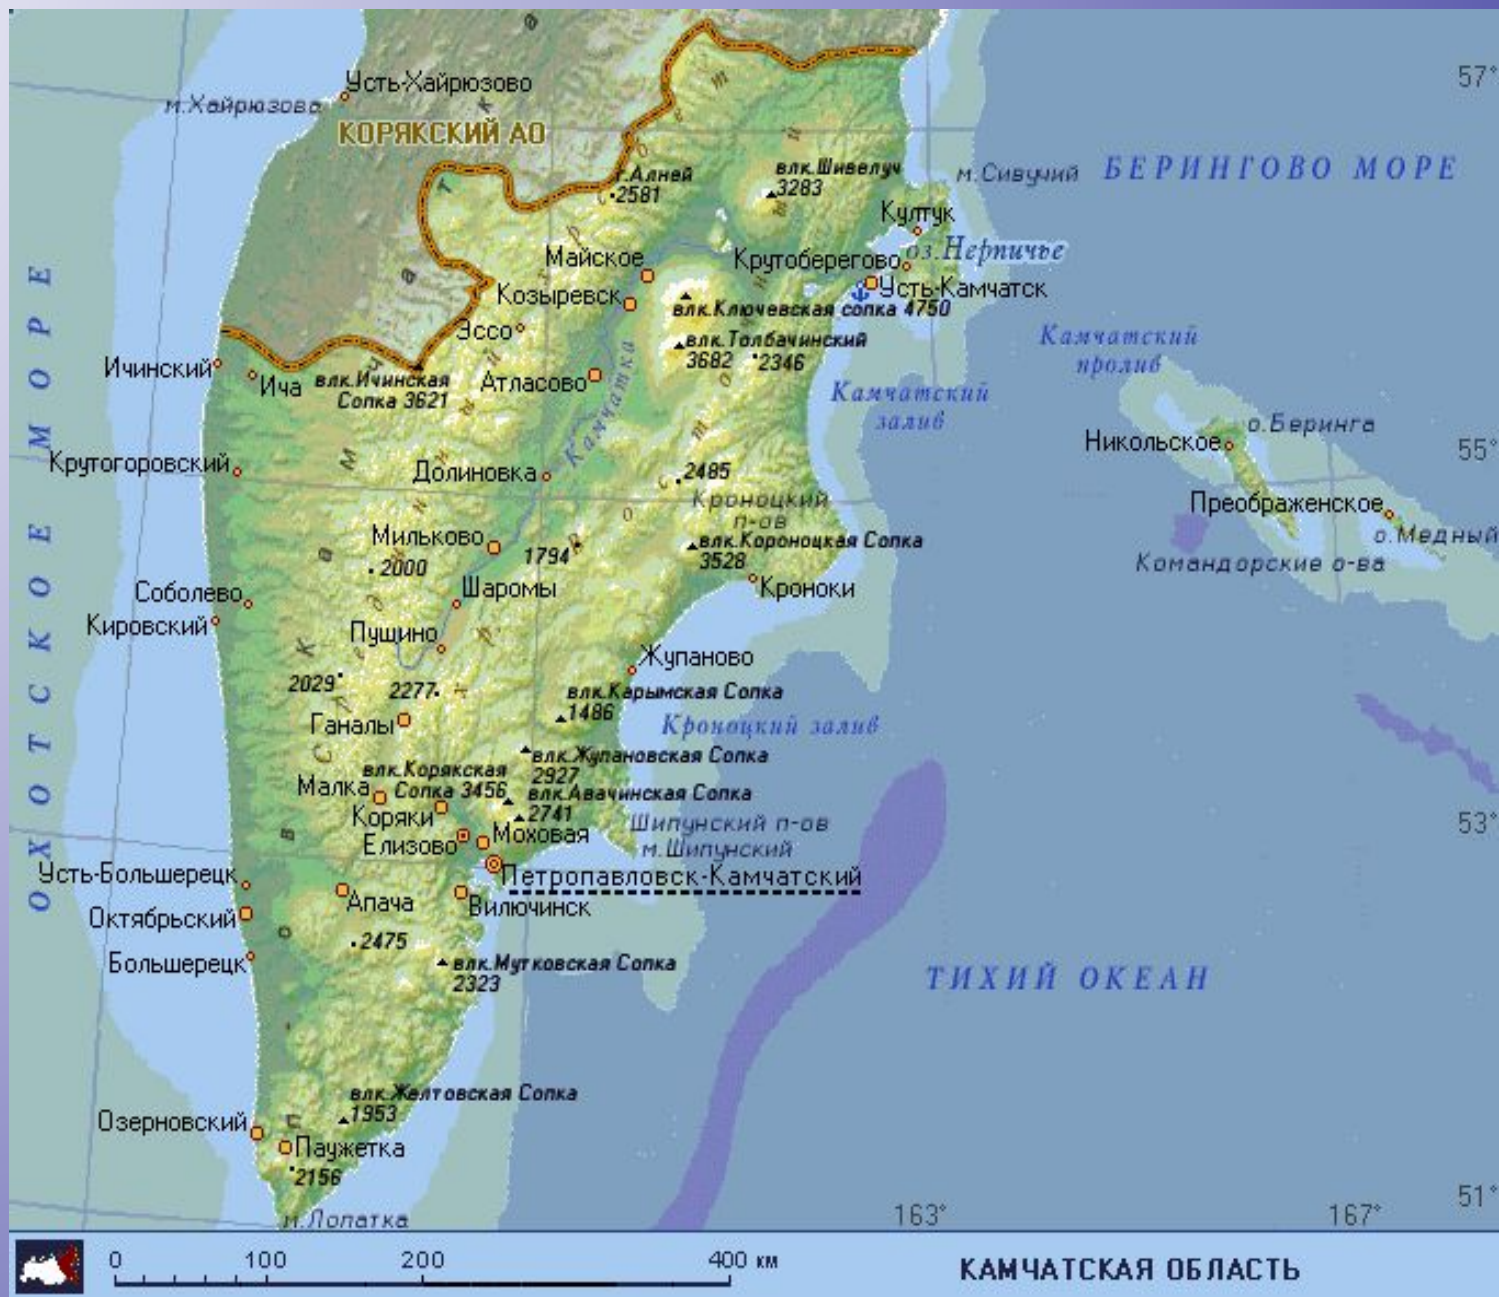 57°
Усть-Хайрюзово
м.Хайрюзова
КОРЯКСКИЙ АО
БЕРИНГОВО МОРЕ
влк.Шивелуч
3283
м.Сивучий
г.Алней
2581
Култук
оз.Нерпичье
Крутоберегово
Усть-Камчатск
Майское
Козыревск
влк.Ключевская сопка 4750
Эссо
влк.Толбачинский
3682
2346
Камчатский
пролив
Ичинский
Ича
влк.Ичинская
Сопка 3621
Атласово
Камчатка
Камчатский
залив
о.Беринга
Никольское
55°
Крутогоровский
Долиновка
2485
Кроноцкий
п-ов
Преображенское
о.Медный
Командорские о-ва
Мильково
1794
влк.Короноцкая Сопка
3528
2000
Шаромы
Кроноки
Соболево
Кировский
Пущино
Жупаново
2029
2277
влк.Карымская Сопка
1486
Ганалы
Кроноцкий залив
влк.Жупановская Сопка
2927
влк.Корякская
Сопка 3456
Малка
влк.Авачинская Сопка
2741
Коряки
Шипунский п-ов
53°
Елизово
Моховая
м.Шипунский
Петропавловск-Камчатский
Усть-Большерецк
Апача
Вилючинск
Октябрьский
2475
Большерецк
влк.Мутковская Сопка
2323
ТИХИЙ ОКЕАН
ОХОТСКОЕ МОРЕ
п-ов Камчатка
Срединный хребет
влк.Желтовская Сопка
1953
Озерновский
Паужетка
2156
м.Лопатка
163°
167°
51°
0 100 200 400 км
КАМЧАТСКАЯ ОБЛАСТЬ